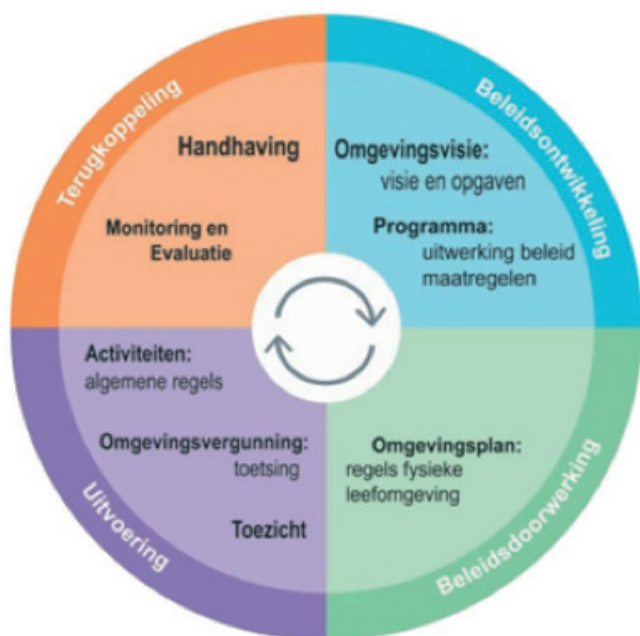 Terugkoppeling
Handhaving
Monitoring en
Evaluatie
Beleidsontwikkeling
Omgevingsvisie:
visie en opgaven
Programma:
uitwerking beleid
maatregelen
Beleidsdoorwerking
Omgevingsplan:
regels fysieke
leefomgeving
Uitvoering
Activiteiten:
algemene regels
Omgevingsvergunning:
toetsing
Toezicht